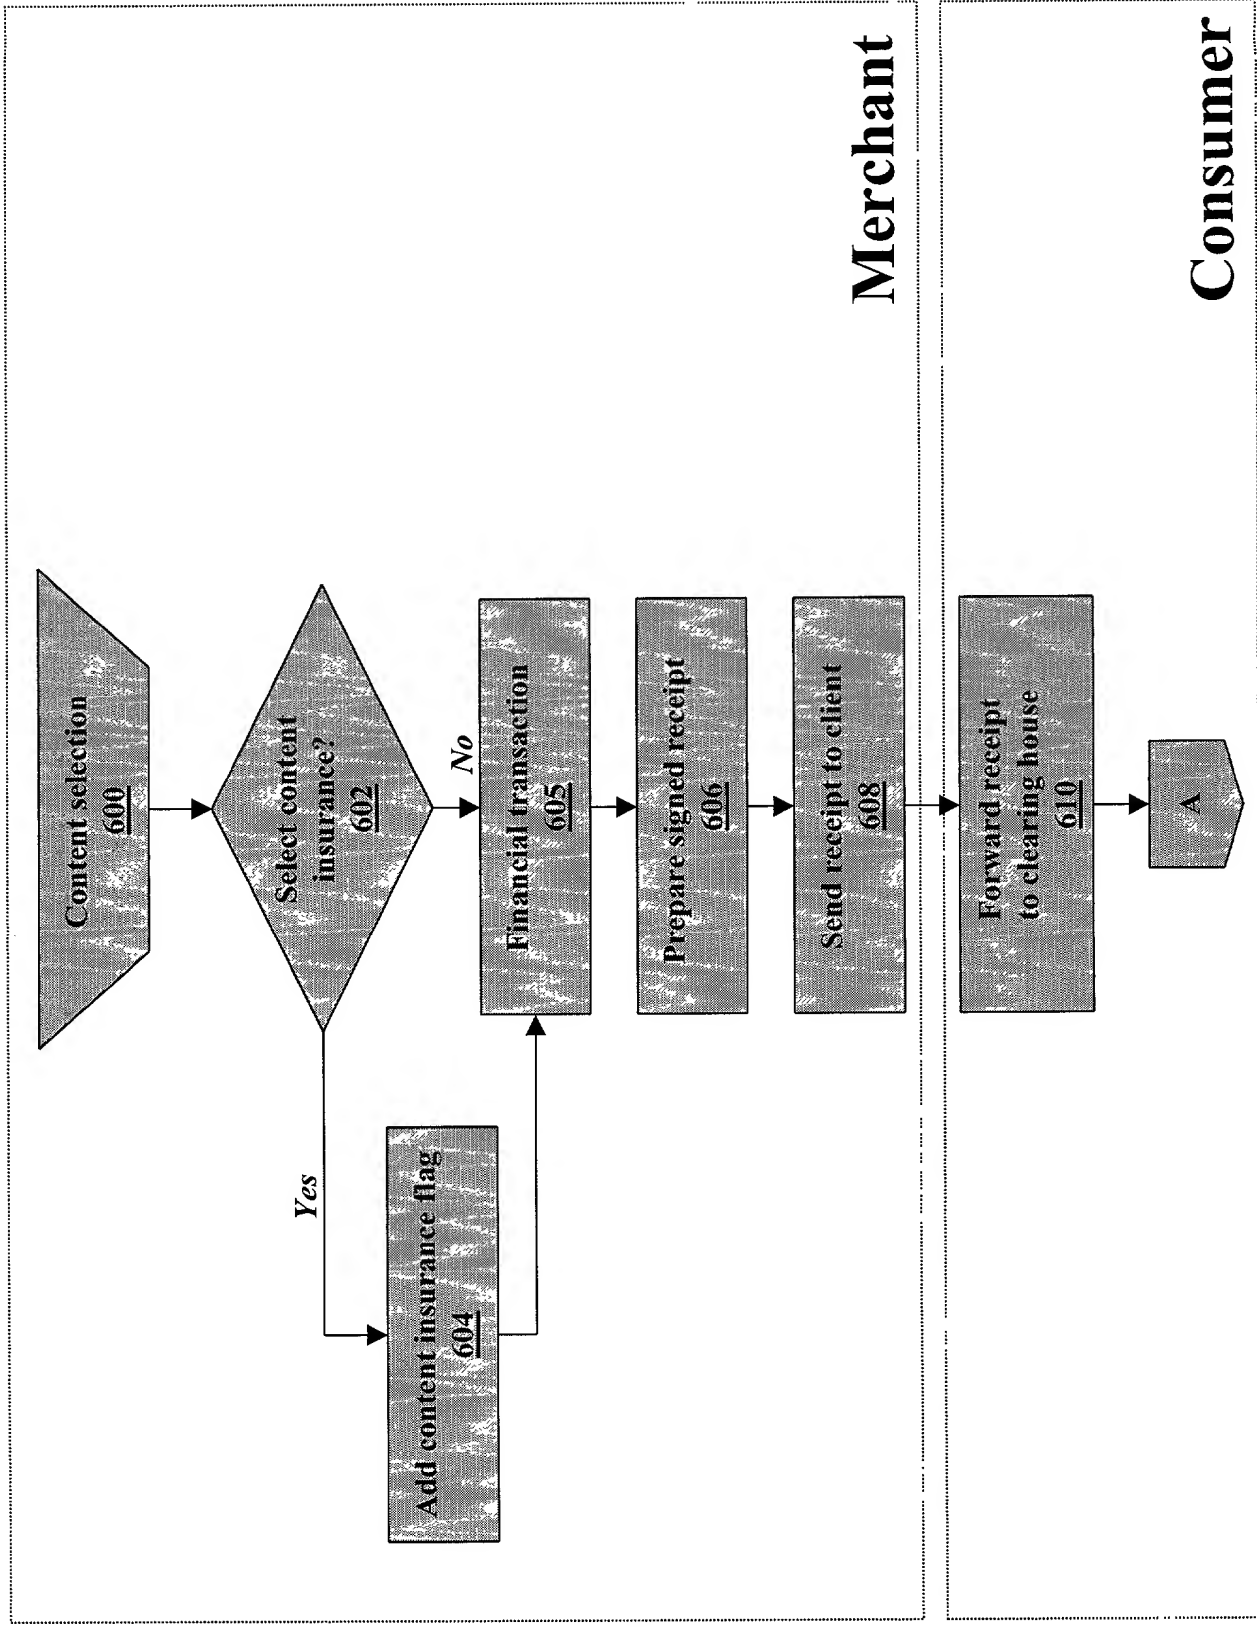 Content selection
600
Select content
insurance?
602
Yes
No
Add content insurance flag
604
Financial transaction
605
Prepare signed receipt
606
Send receipt to client
608
Merchant
Forward receipt
to clearing house
610
A
Consumer